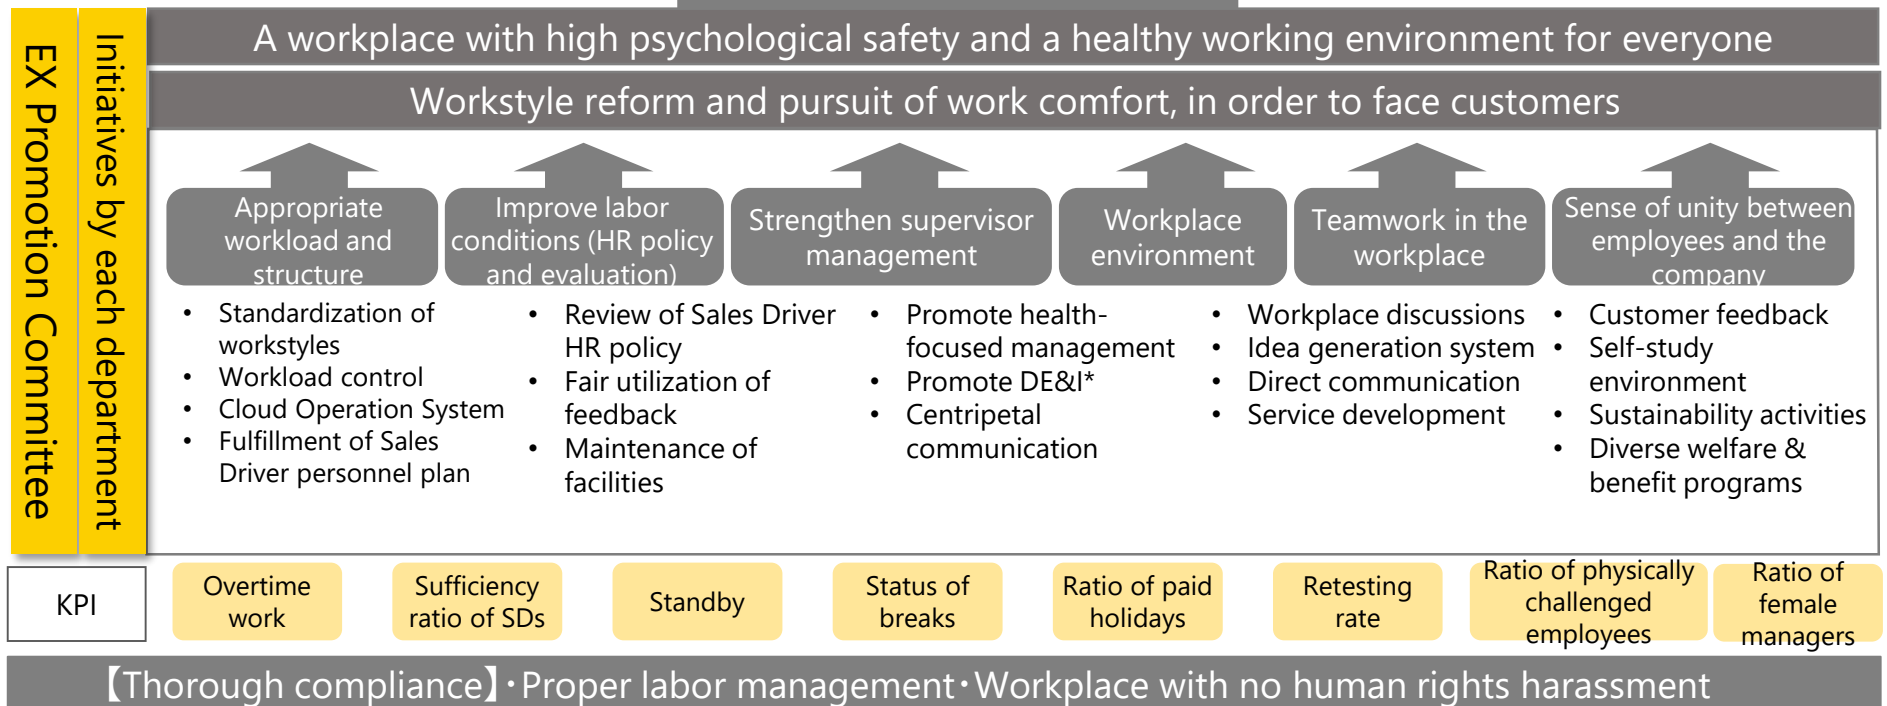 EX Promotion Committee
Initiatives by each department
A workplace with high psychological safety and a healthy working environment for everyone
Workstyle reform and pursuit of work comfort, in order to face customers
Appropriate
workload and
structure
Improve labor
conditions (HR policy
and evaluation)
Strengthen supervisor
management
Workplace
environment
Teamwork in the
workplace
Sense of unity between
employees and the
company
• Standardization of
workstyles
• Workload control
• Cloud Operation System
• Fulfillment of Sales
Driver personnel plan
• Review of Sales Driver
HR policy
• Fair utilization of
feedback
• Maintenance of
facilities
• Promote health-
focused management
• Promote DE&I*
• Centripetal
communication
• Workplace discussions
• Idea generation system
• Direct communication
• Service development
• Customer feedback
• Self-study
environment
• Sustainability activities
• Diverse welfare &
benefit programs
KPI
Overtime
work
Sufficiency
ratio of SDs
Standby
Status of
breaks
Ratio of paid
holidays
Retesting
rate
Ratio of physically
challenged
employees
Ratio of
female
managers
【Thorough compliance】・Proper labor management・Workplace with no human rights harassment